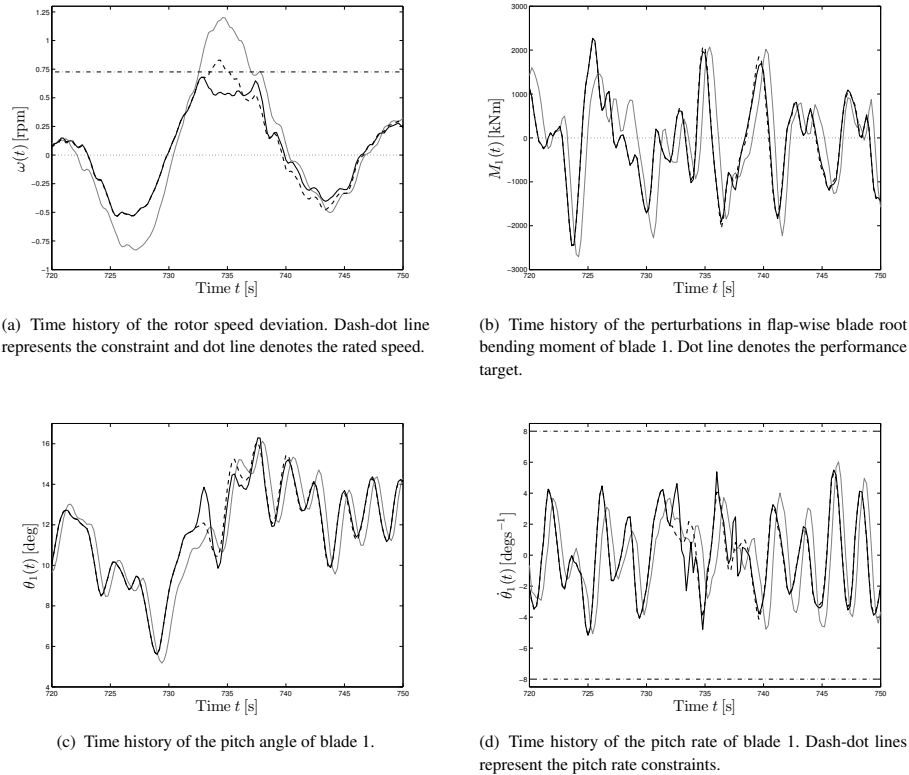 1.25
1
0.75
0.5
0.25
0
−0.25
−0.5
−0.75
−1
ω(t) [rpm]
720 725 730 735 740 745 750
Time t [s]
(a) Time history of the rotor speed deviation. Dash-dot line
represents the constraint and dot line denotes the rated speed.
3000
2000
1000
0
−1000
−2000
−3000
M₁(t) [kNm]
720 725 730 735 740 745 750
Time t [s]
(b) Time history of the perturbations in flap-wise blade root
bending moment of blade 1. Dot line denotes the performance
target.
16
14
12
10
8
6
4
θ₁(t) [deg]
720 725 730 735 740 745 750
Time t [s]
(c) Time history of the pitch angle of blade 1.
8
6
4
2
0
−2
−4
−6
−8
θ̇₁(t) [degs⁻¹]
720 725 730 735 740 745 750
Time t [s]
(d) Time history of the pitch rate of blade 1. Dash-dot lines
represent the pitch rate constraints.